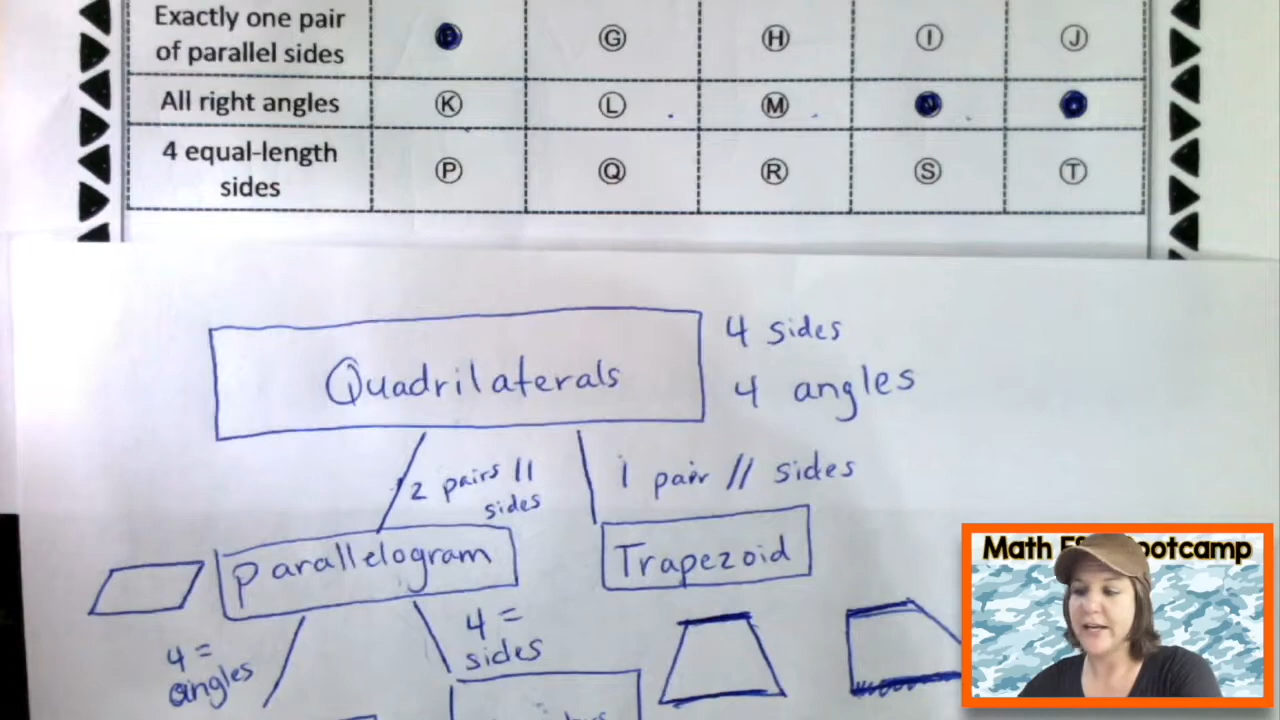 Exactly one pair
of parallel sides
Ⓖ Ⓗ Ⓘ Ⓙ
All right angles
Ⓚ Ⓛ Ⓜ
4 equal-length
sides
Ⓟ Ⓠ Ⓡ Ⓢ Ⓣ
Quadrilaterals
4 sides
4 angles
2 pairs //
sides
1 pair // sides
parallelogram
Trapezoid
4 =
angles
4 =
sides
Math
otcamp